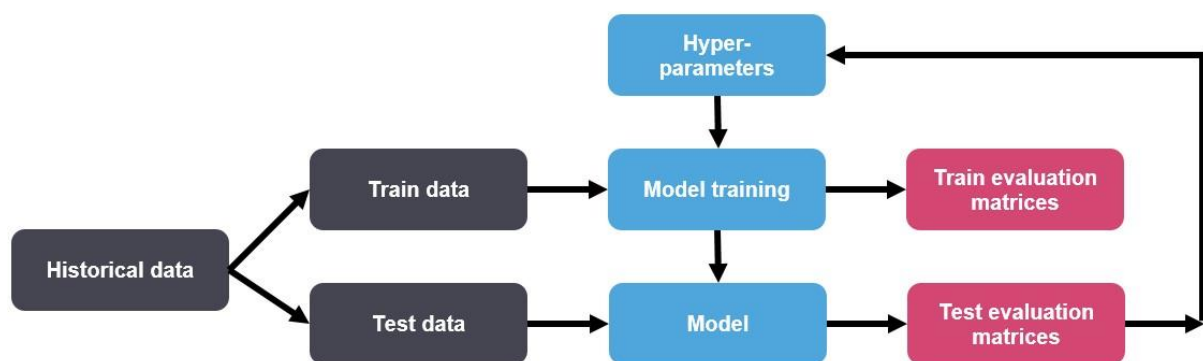 Hyper-
parameters
Train data
Model training
Train evaluation
matrices
Historical data
Test data
Model
Test evaluation
matrices